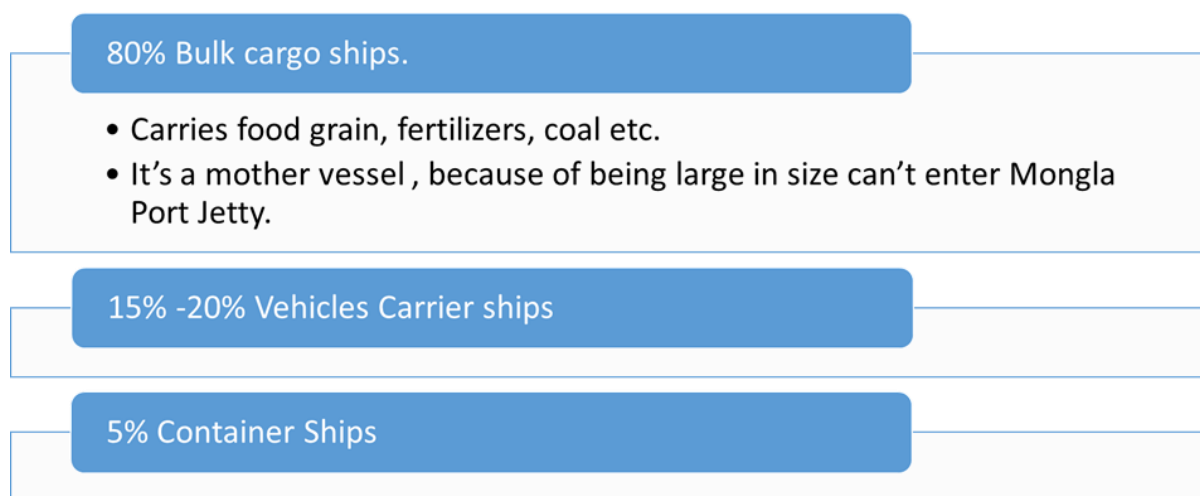 80% Bulk cargo ships.
• Carries food grain, fertilizers, coal etc.
• It’s a mother vessel , because of being large in size can’t enter Mongla
Port Jetty.
15% -20% Vehicles Carrier ships
5% Container Ships